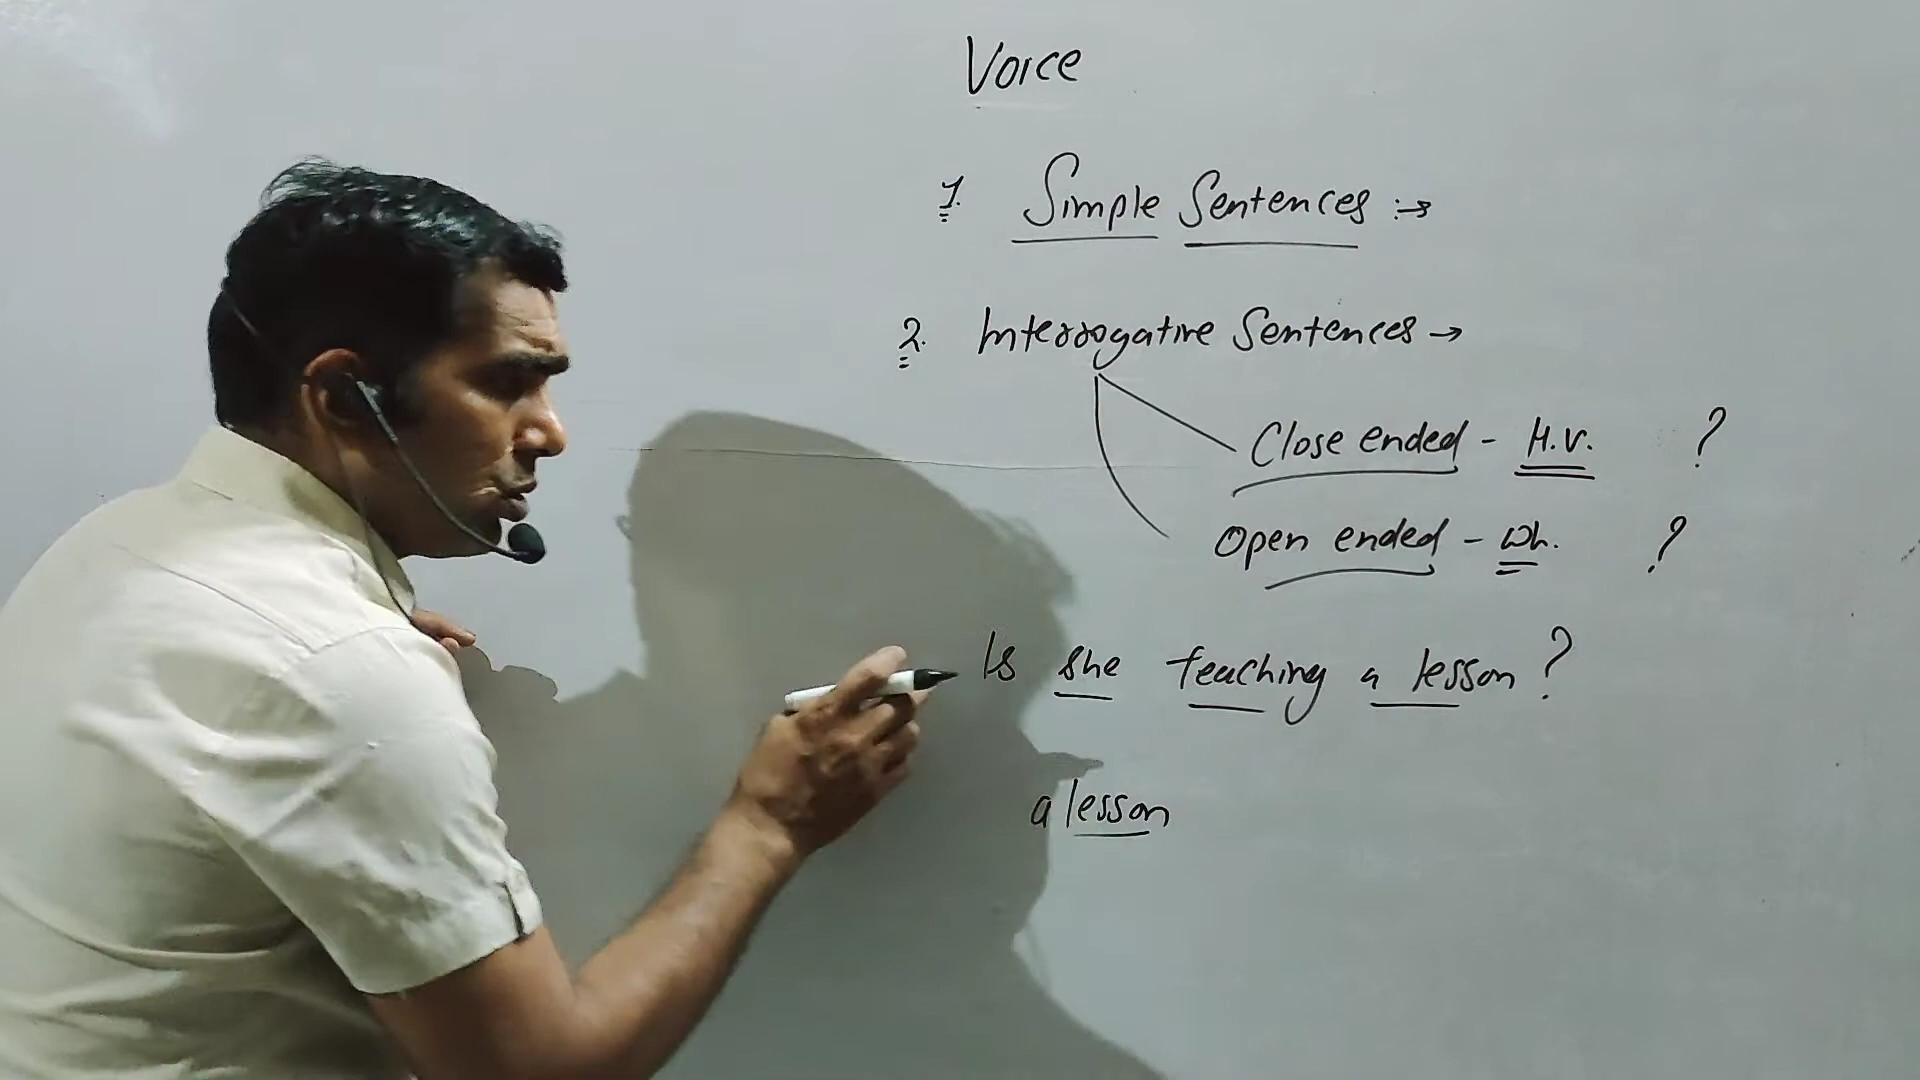 Voice
1. Simple Sentences :→
2. Interrogative Sentences →
Close ended - H.V. ?
Open ended - Wh. ?
Is she teaching a lesson?
a lesson